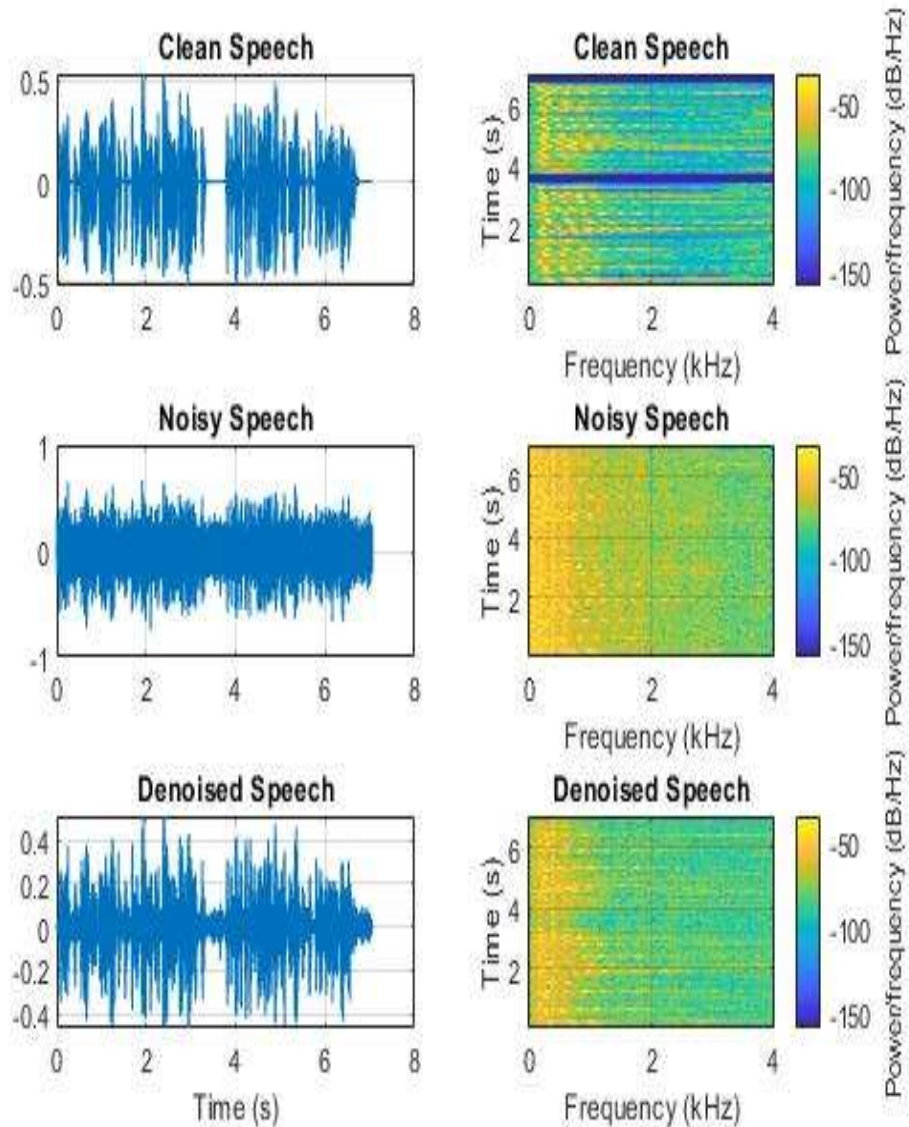 Clean Speech
0.5
0
-0.5
0 2 4 6 8
Clean Speech
Time (s)
6
4
2
0 2 4
Frequency (kHz)
-50
-100
-150
Power/frequency (dB/Hz)
Noisy Speech
1
0
-1
0 2 4 6 8
Noisy Speech
Time (s)
6
4
2
0 2 4
Frequency (kHz)
-50
-100
-150
Power/frequency (dB/Hz)
Denoised Speech
0.4
0.2
0
-0.2
-0.4
0 2 4 6 8
Time (s)
Denoised Speech
Time (s)
6
4
2
0 2 4
Frequency (kHz)
-50
-100
-150
Power/frequency (dB/Hz)